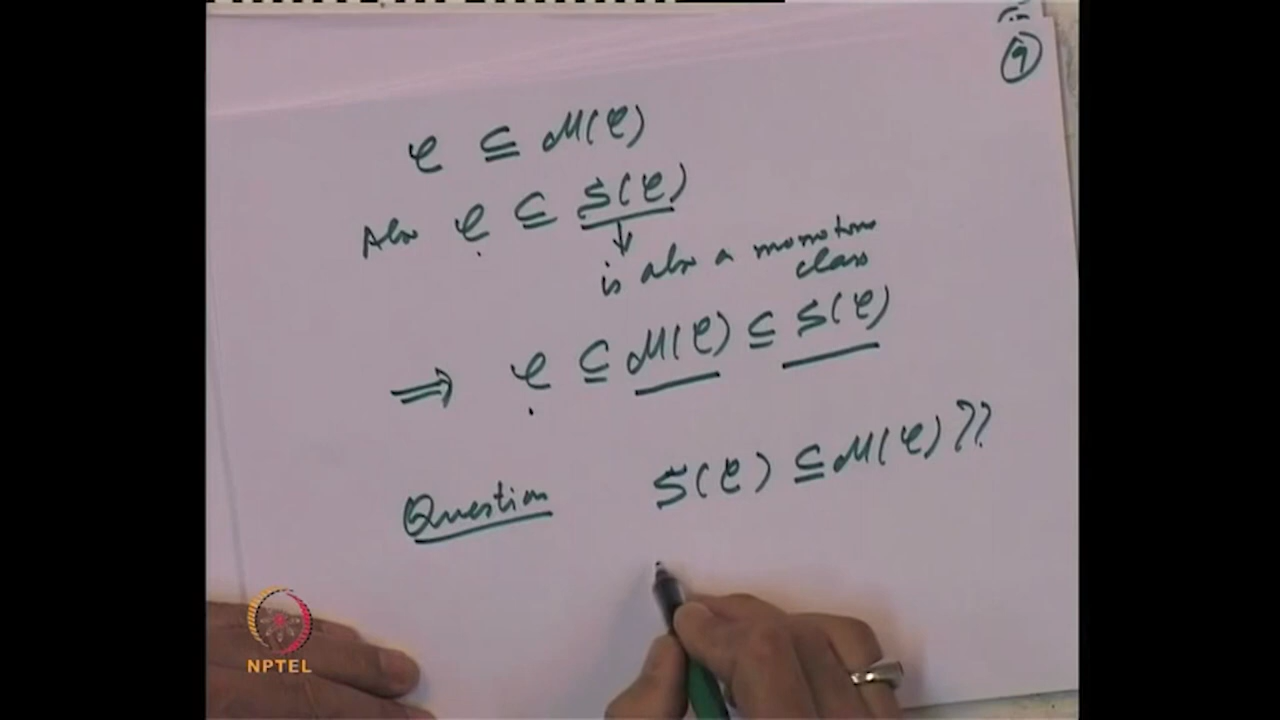 9
𝒞 ⊆ ℳ(𝒞)
Also 𝒞 ⊆ S(𝒞)
↓
is also a monotone
class
⟹ 𝒞 ⊆ ℳ(𝒞) ⊆ S(𝒞)
Question S(𝒞) ⊆ ℳ(𝒞) ??
NPTEL